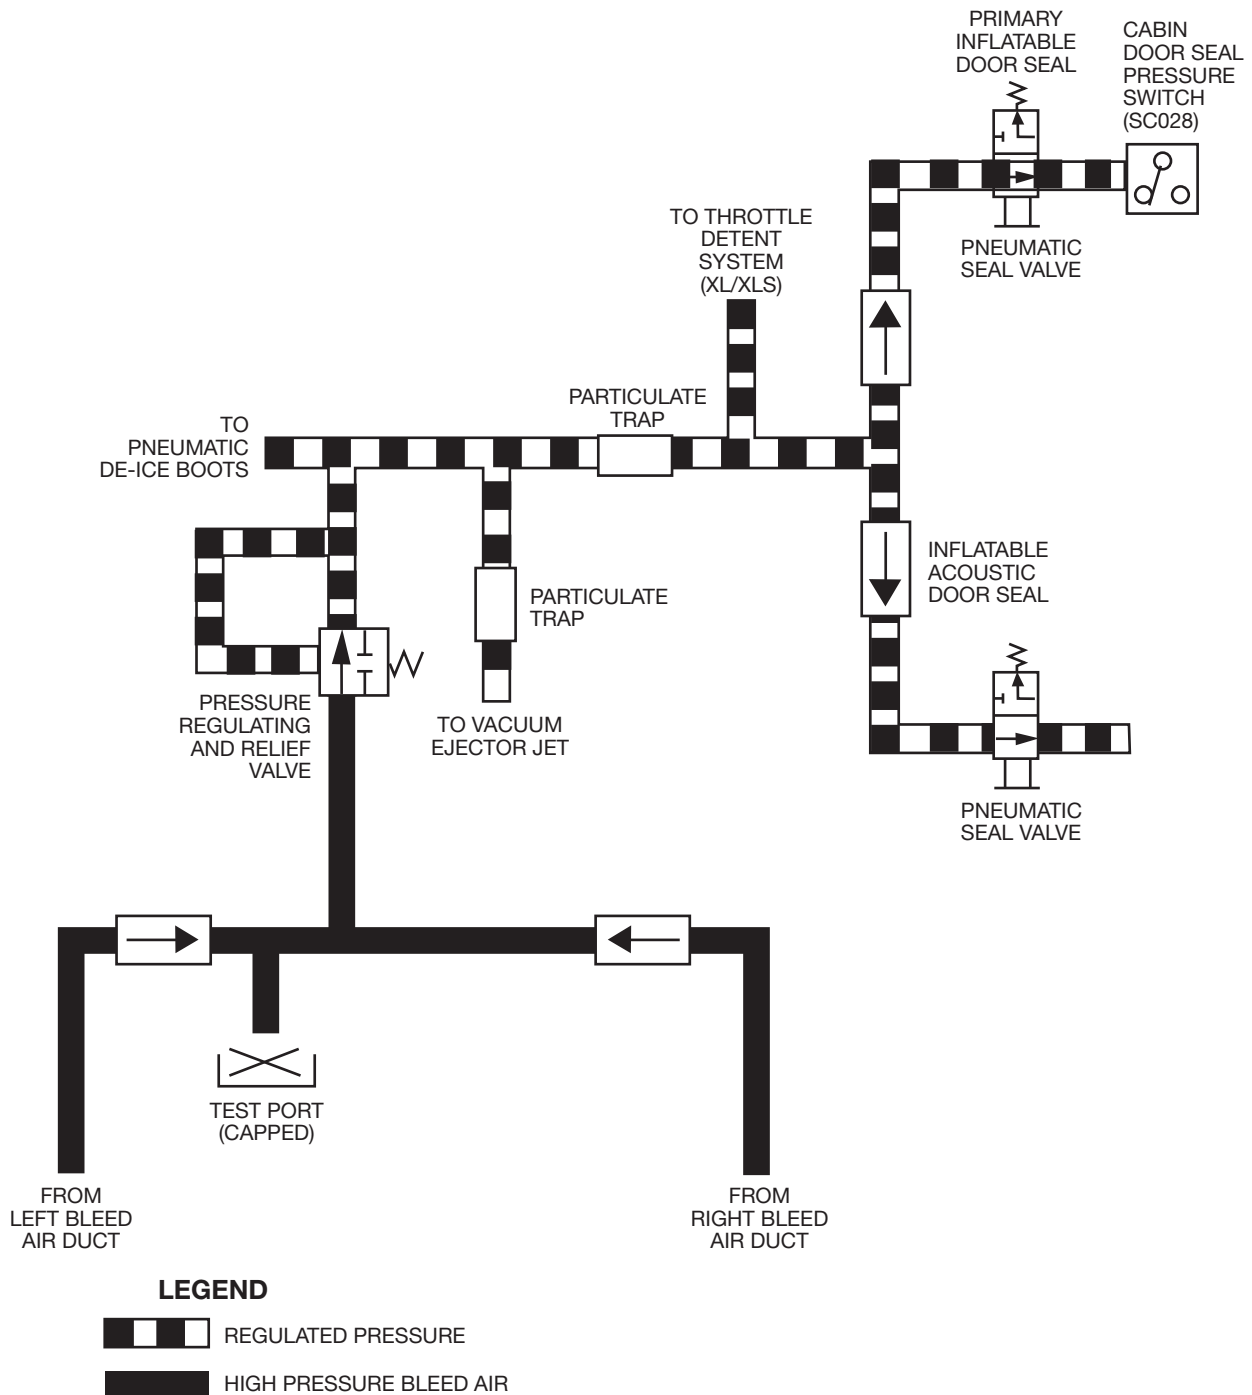 PRIMARY
INFLATABLE
DOOR SEAL
CABIN
DOOR SEAL
PRESSURE
SWITCH
(SC028)
PNEUMATIC
SEAL VALVE
TO THROTTLE
DETENT
SYSTEM
(XL/XLS)
PARTICULATE
TRAP
TO
PNEUMATIC
DE-ICE BOOTS
INFLATABLE
ACOUSTIC
DOOR SEAL
PARTICULATE
TRAP
PRESSURE
REGULATING
AND RELIEF
VALVE
TO VACUUM
EJECTOR JET
PNEUMATIC
SEAL VALVE
TEST PORT
(CAPPED)
FROM
LEFT BLEED
AIR DUCT
FROM
RIGHT BLEED
AIR DUCT
LEGEND
REGULATED PRESSURE
HIGH PRESSURE BLEED AIR